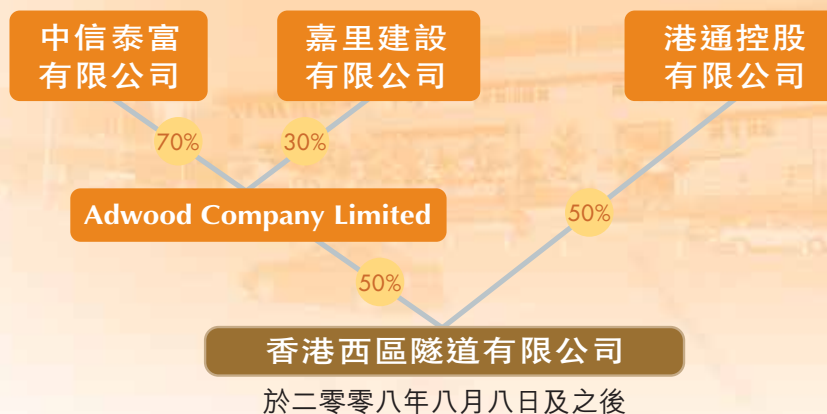 中信泰富
有限公司
嘉里建設
有限公司
港通控股
有限公司
70%
30%
Adwood Company Limited
50%
50%
香港西區隧道有限公司
於二零零八年八月八日及之後